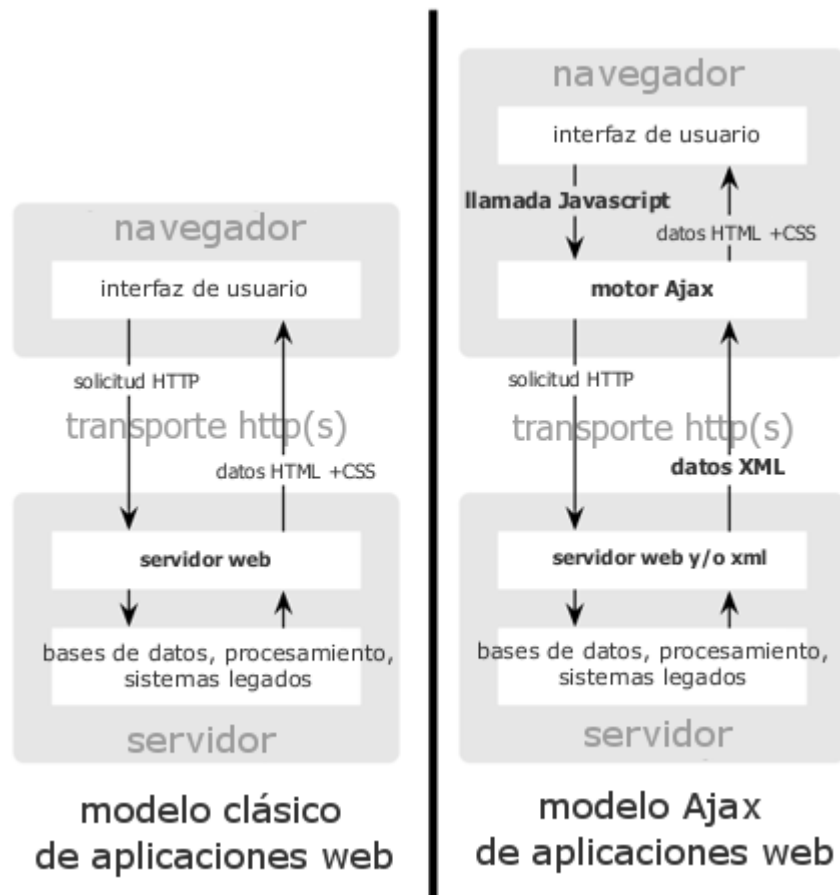 navegador
interfaz de usuario
solicitud HTTP
transporte http(s)
datos HTML +CSS
servidor web
bases de datos, procesamiento,
sistemas legados
servidor
modelo clásico
de aplicaciones web
navegador
interfaz de usuario
llamada Javascript
datos HTML +CSS
motor Ajax
solicitud HTTP
transporte http(s)
datos XML
servidor web y/o xml
bases de datos, procesamiento,
sistemas legados
servidor
modelo Ajax
de aplicaciones web